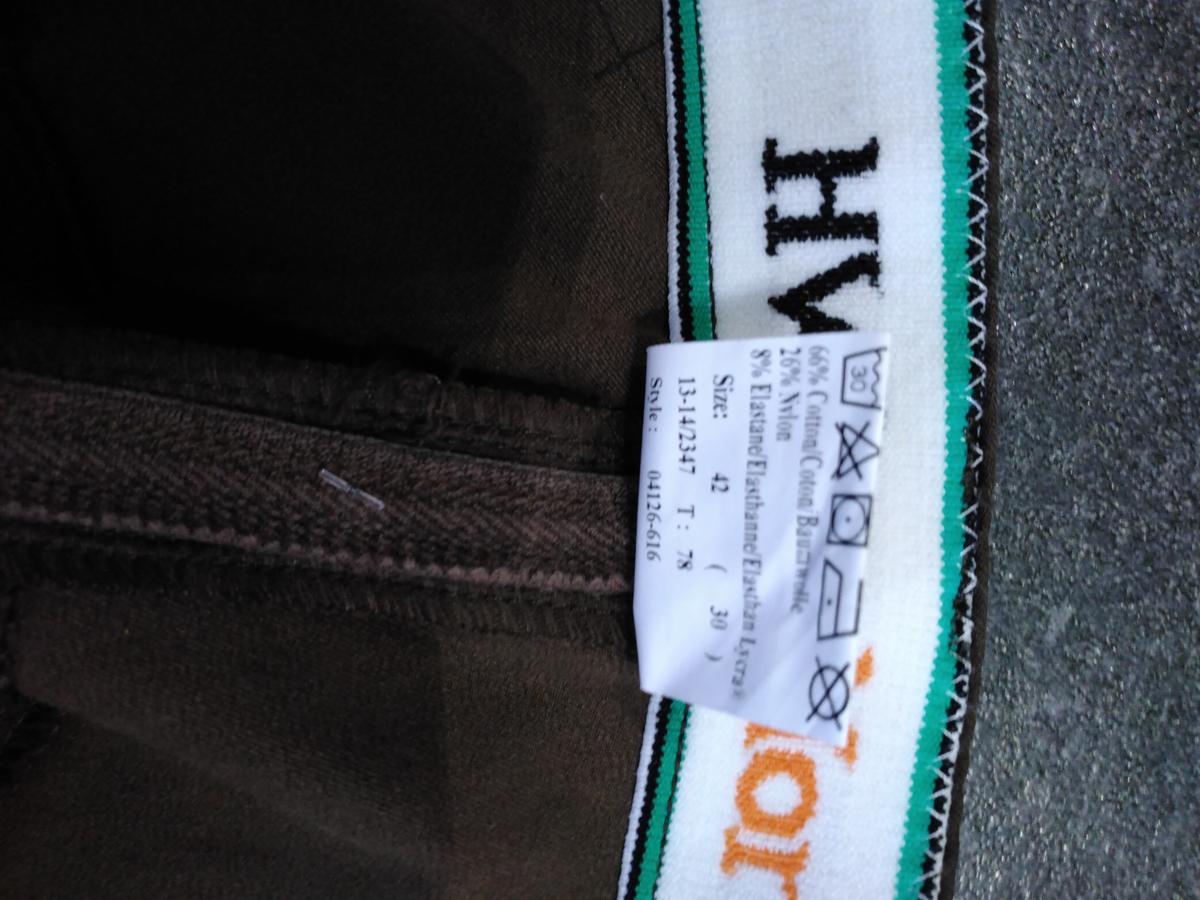 HV
30
66% Cotton/Coton/Baumwolle
26% Nylon
8% Elastane/Elasthanne/Elasthan Lycra®
Size: 42 ( 30 )
13-14/2347 T : 78
Style : 04126-616
lor